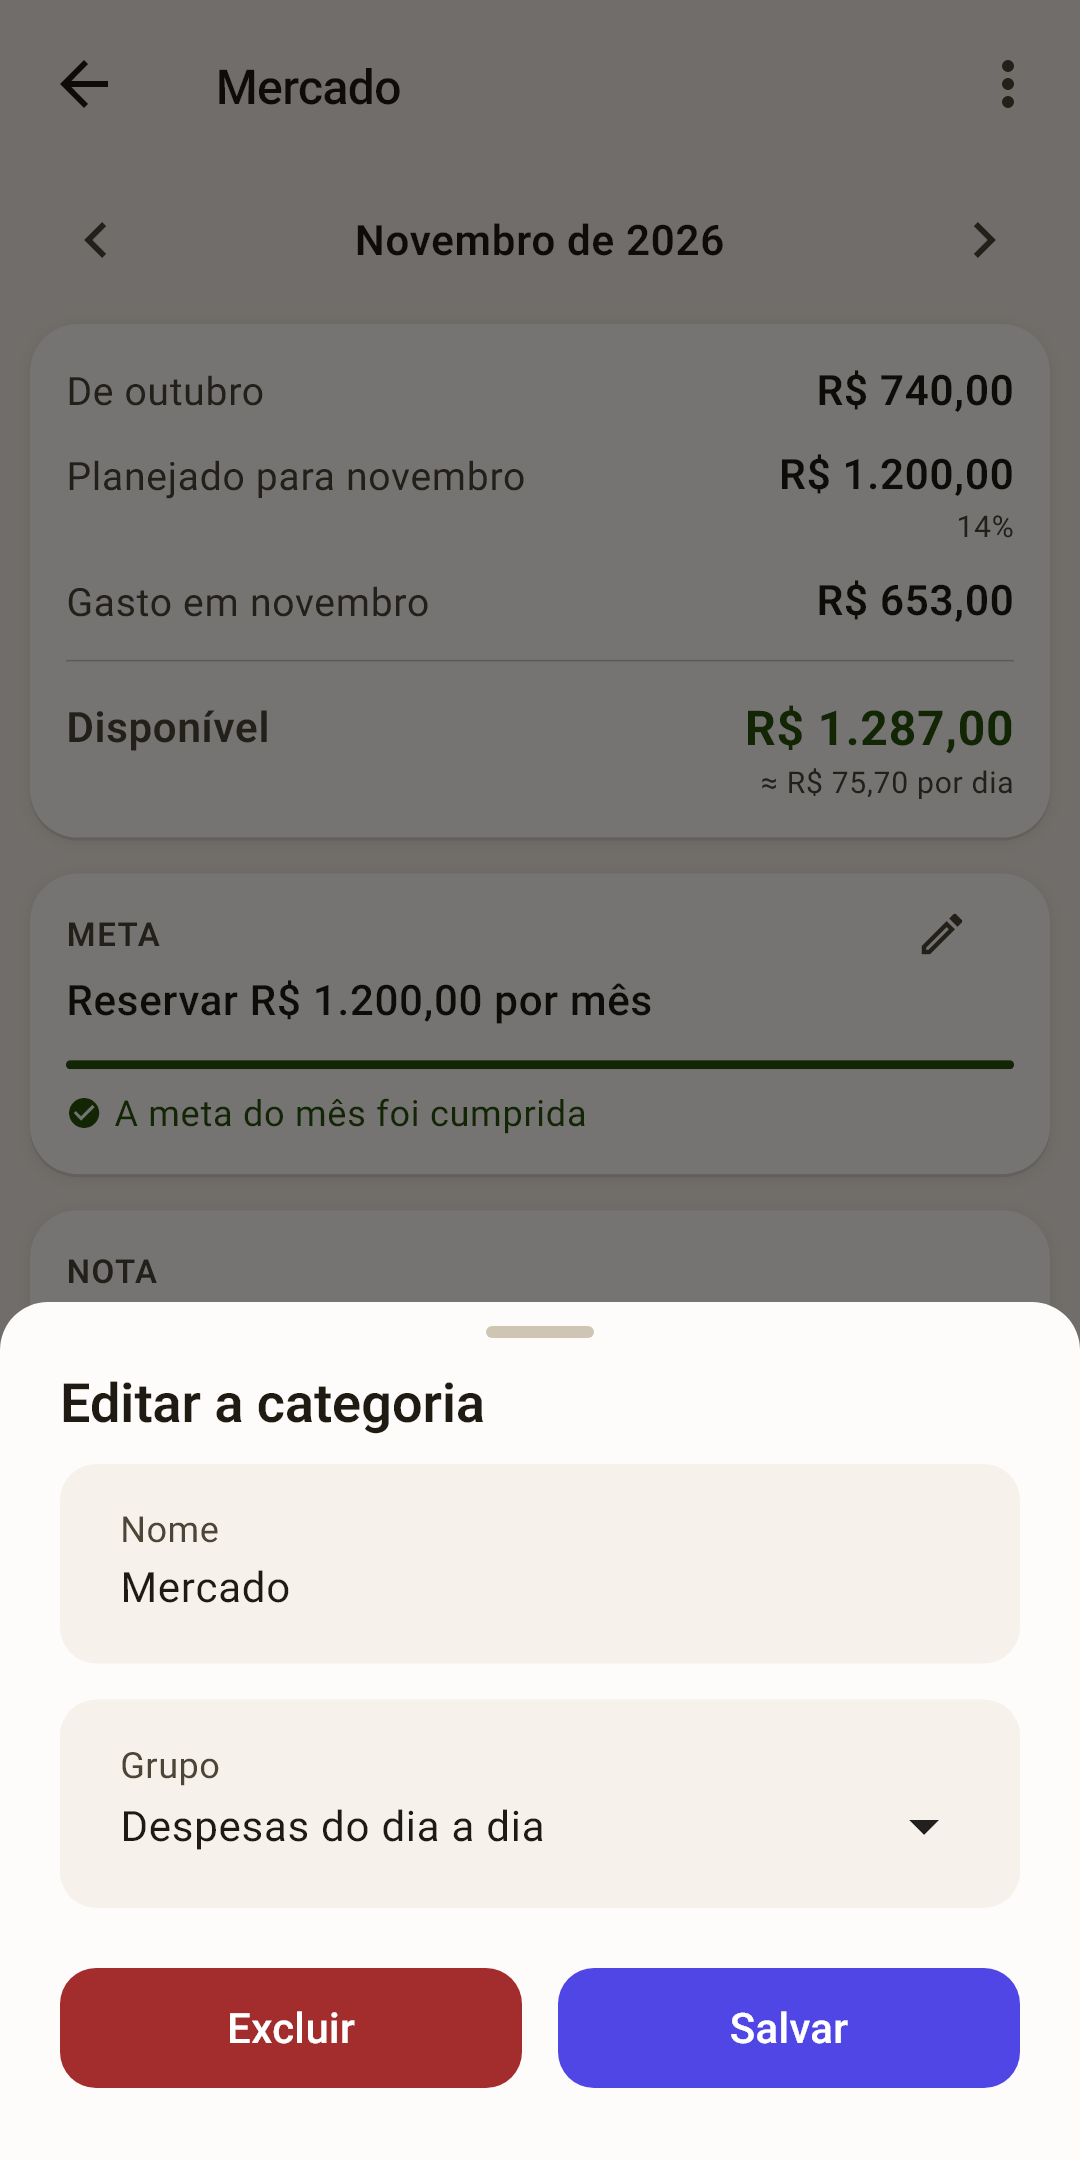 Mercado
Novembro de 2026
De outubro R$ 740,00
Planejado para novembro R$ 1.200,00
14%
Gasto em novembro R$ 653,00
Disponível R$ 1.287,00
≈ R$ 75,70 por dia
META
Reservar R$ 1.200,00 por mês
A meta do mês foi cumprida
NOTA
Editar a categoria
Nome
Mercado
Grupo
Despesas do dia a dia
Excluir Salvar